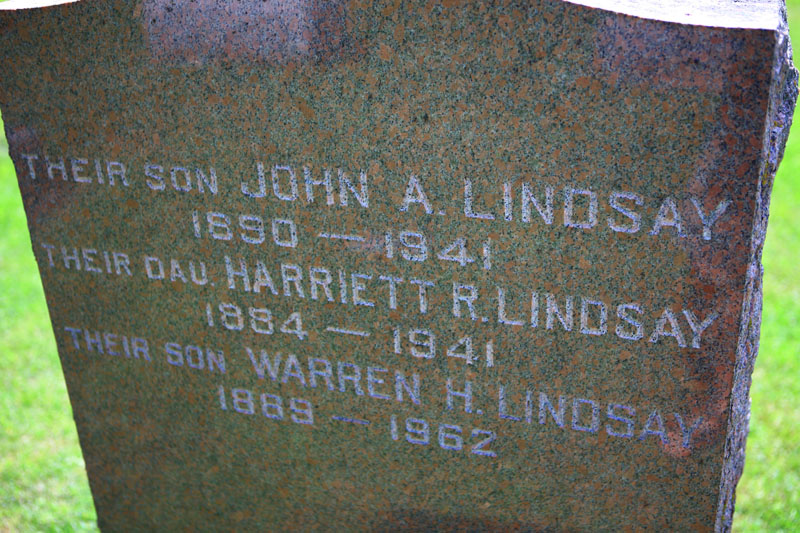 THEIR SON JOHN A. LINDSAY
1890 — 1941
THEIR DAU. HARRIETT R. LINDSAY
1884 — 1941
THEIR SON WARREN H. LINDSAY
1889 — 1962